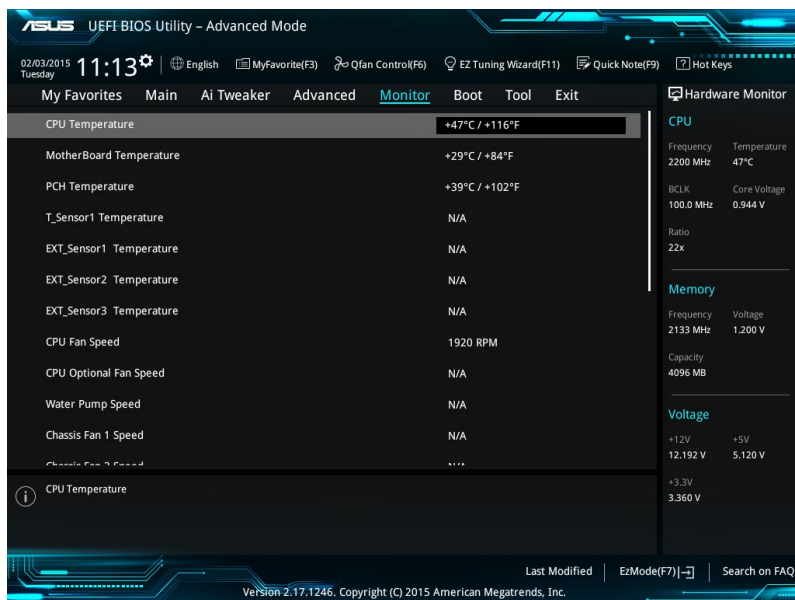 ASUS UEFI BIOS Utility – Advanced Mode
02/03/2015 Tuesday 11:13 English MyFavorite(F3) Qfan Control(F6) EZ Tuning Wizard(F11) Quick Note(F9) ? Hot Keys
My Favorites Main Ai Tweaker Advanced Monitor Boot Tool Exit
CPU Temperature +47°C / +116°F
MotherBoard Temperature +29°C / +84°F
PCH Temperature +39°C / +102°F
T_Sensor1 Temperature N/A
EXT_Sensor1 Temperature N/A
EXT_Sensor2 Temperature N/A
EXT_Sensor3 Temperature N/A
CPU Fan Speed 1920 RPM
CPU Optional Fan Speed N/A
Water Pump Speed N/A
Chassis Fan 1 Speed N/A
CPU Temperature
Hardware Monitor
CPU
Frequency Temperature
2200 MHz 47°C
BCLK Core Voltage
100.0 MHz 0.944 V
Ratio
22x
Memory
Frequency Voltage
2133 MHz 1.200 V
Capacity
4096 MB
Voltage
+12V +5V
12.192 V 5.120 V
+3.3V
3.360 V
Last Modified EzMode(F7) Search on FAQ
Version 2.17.1246. Copyright (C) 2015 American Megatrends, Inc.